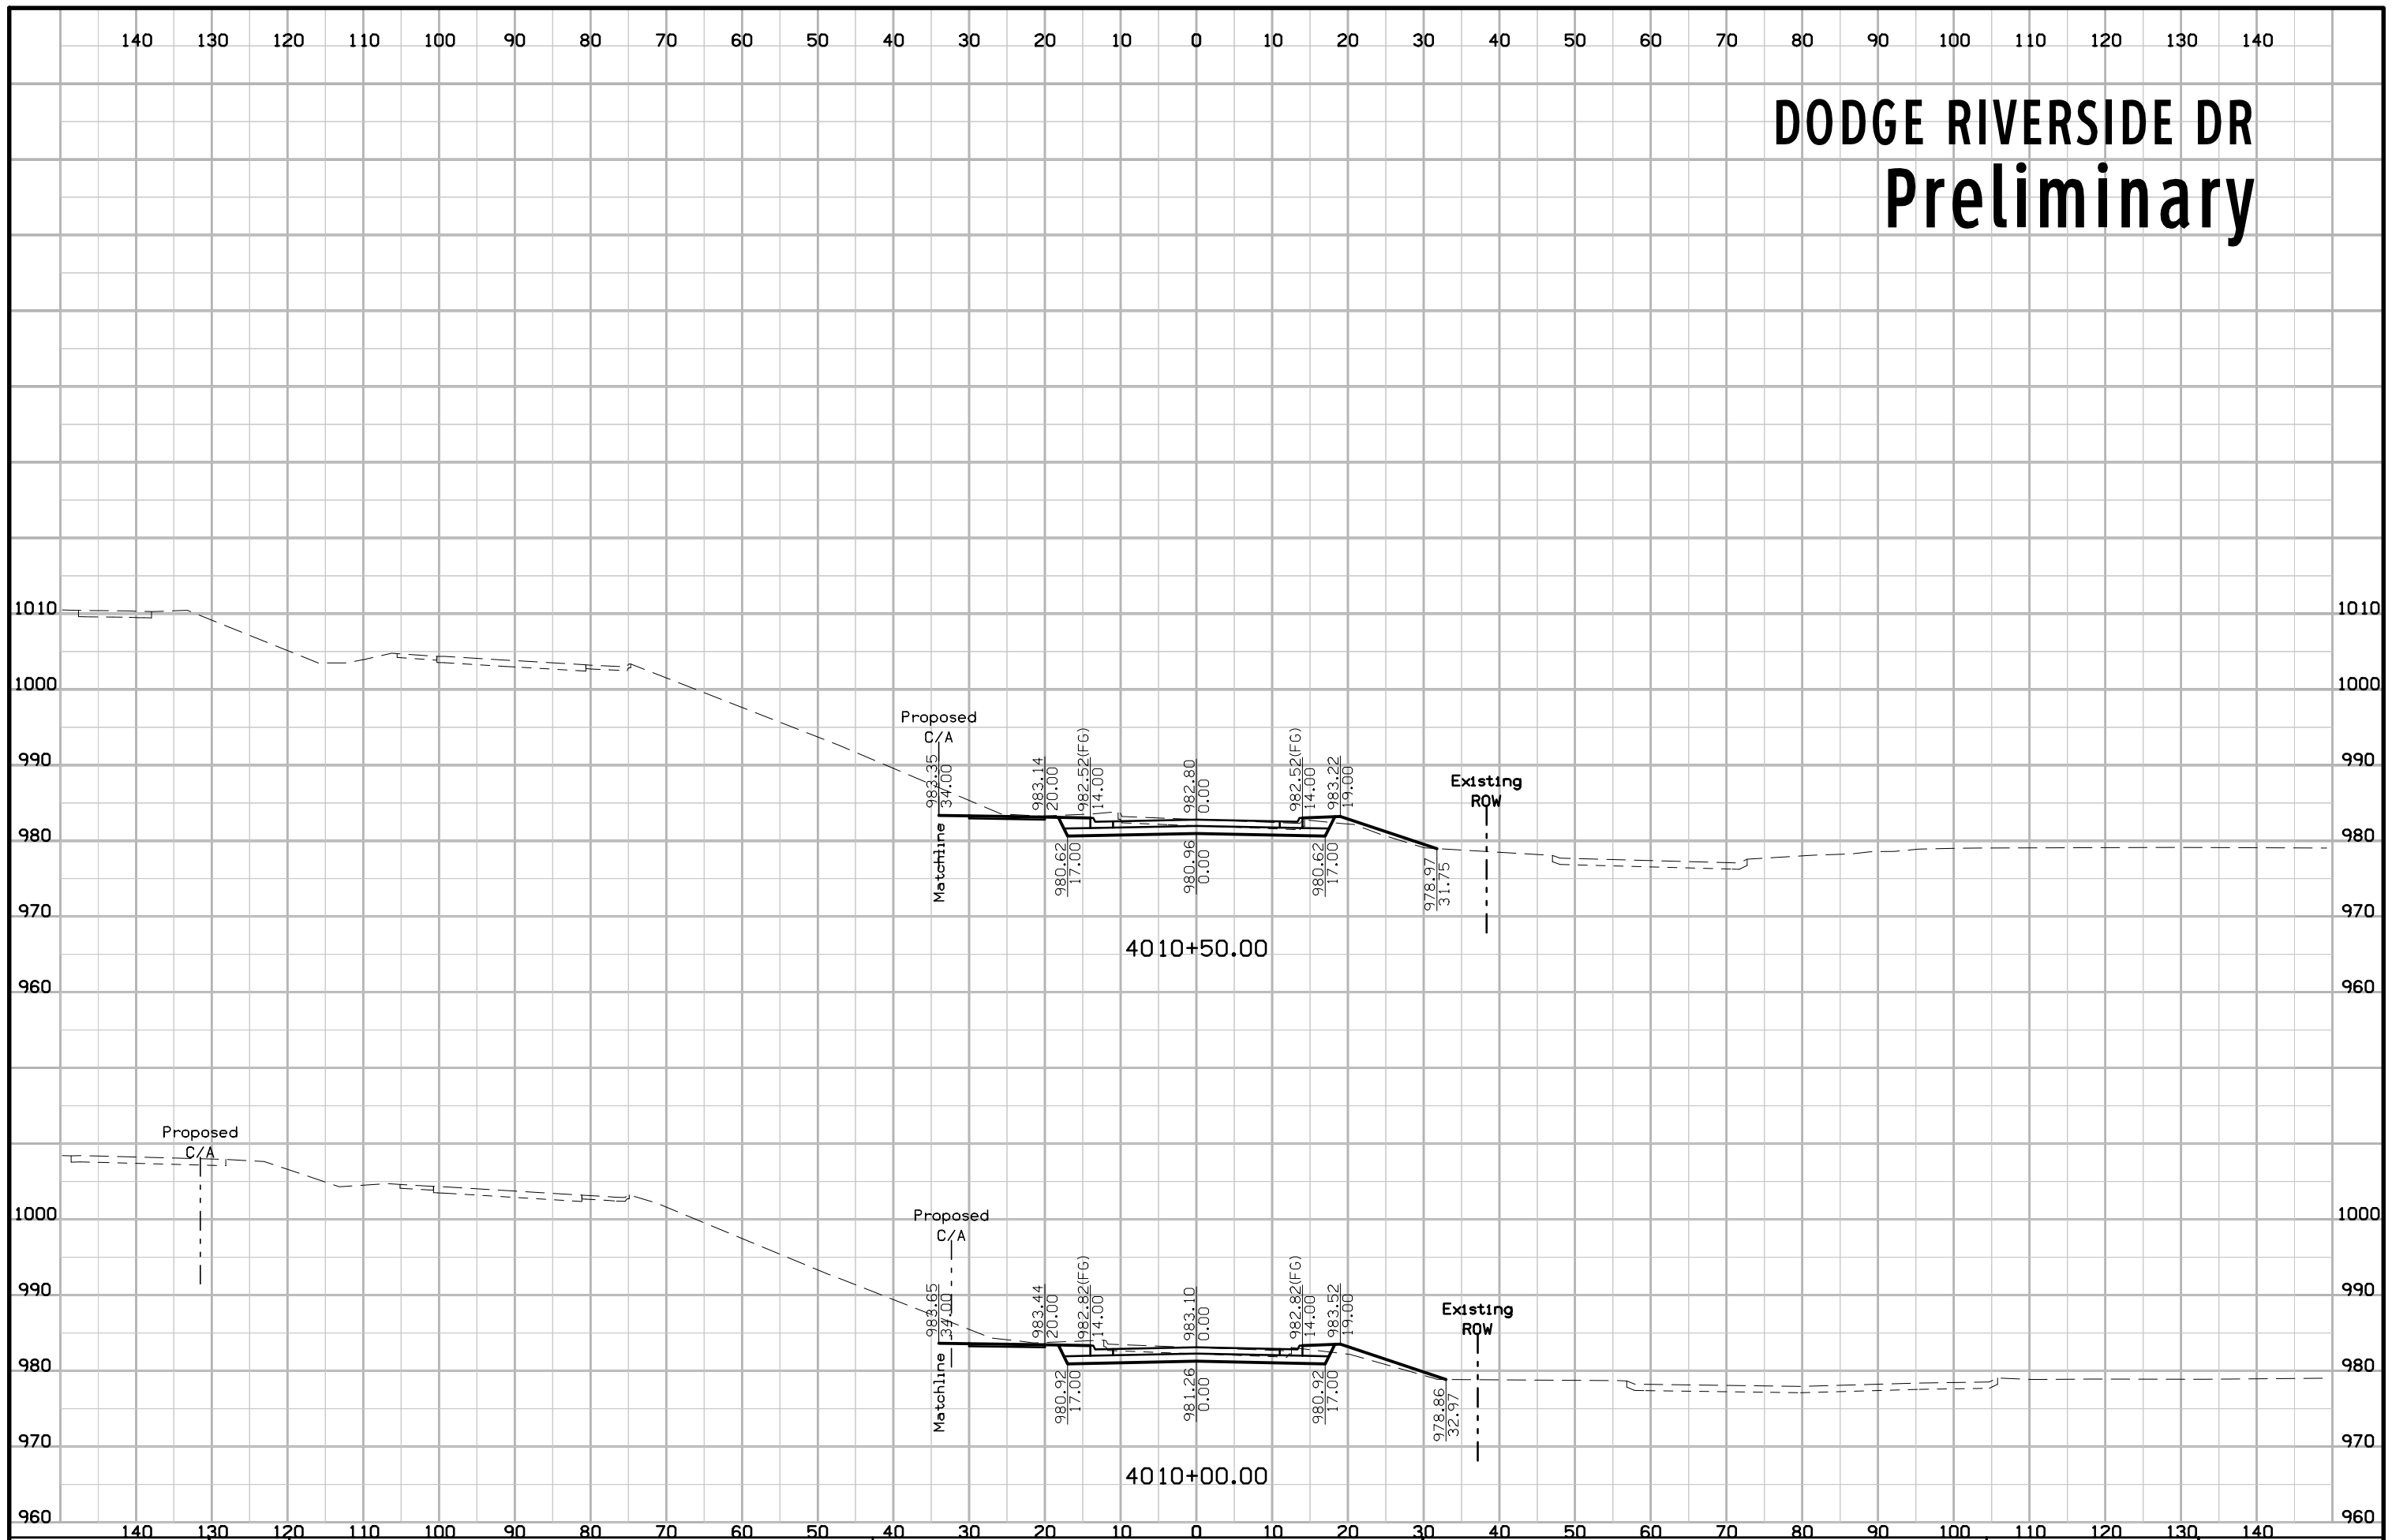 140 130 120 110 100 90 80 70 60 50 40 30 20 10 0 10 20 30 40 50 60 70 80 90 100 110 120 130 140
DODGE RIVERSIDE DR
Preliminary
1010 1010
1000 1000
Proposed
C/A
990 990
983.35
34.00
983.14
20.00
982.52(FG)
14.00
982.80
0.00
982.52(FG)
14.00
983.22
19.00
Existing
ROW
980 980
Matchline
980.62
17.00
980.96
0.00
980.62
17.00
978.97
31.75
970 970
4010+50.00
960 960
Proposed
C/A
1000 1000
Proposed
C/A
990 990
983.65
34.00
983.44
20.00
982.82(FG)
14.00
983.10
0.00
982.82(FG)
14.00
983.52
19.00
Existing
ROW
980 980
Matchline
980.92
17.00
981.26
0.00
980.92
17.00
978.86
32.97
970 970
4010+00.00
960 960
140 130 120 110 100 90 80 70 60 50 40 30 20 10 0 10 20 30 40 50 60 70 80 90 100 110 120 130 140